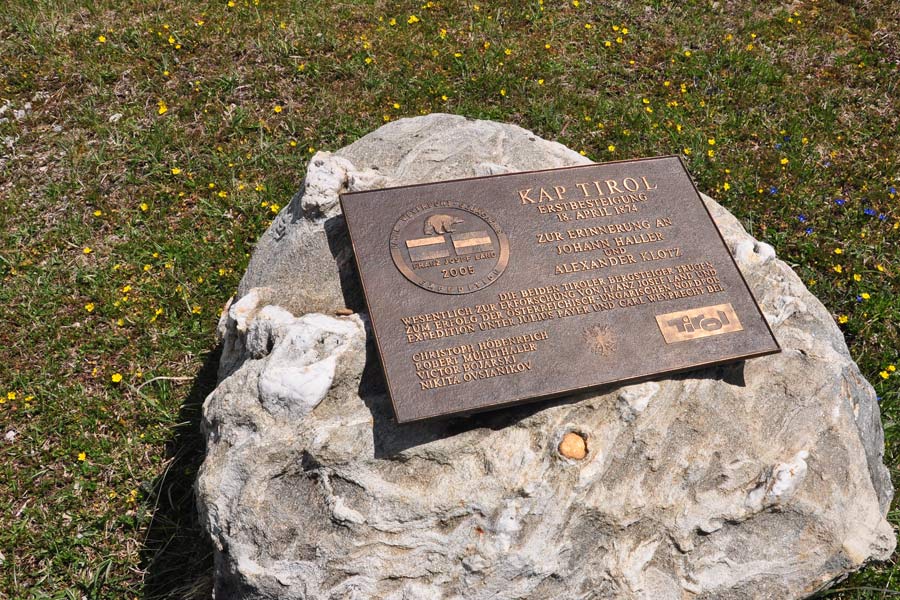 KAP TIROL
ERSTBESTEIGUNG
18. APRIL 1874
ZUR ERINNERUNG AN
JOHANN HALLER
UND
ALEXANDER KLOTZ
DIE BEIDEN TIROLER BERGSTEIGER TRUGEN
WESENTLICH ZUR ERFORSCHUNG VON FRANZ JOSEF LAND UND
ZUM ERFOLG DER ÖSTERREICHISCH-UNGARISCHEN NORDPOL
EXPEDITION UNTER JULIUS PAYER UND CARL WEYPRECHT BEI.
CHRISTOPH HÖBENREICH
ROBERT MÜHLTHALER
VICTOR BOJARSKI
NIKITA OVSIANIKOV
FRANZ JOSEF LAND
2005
EXPEDITION
Tirol